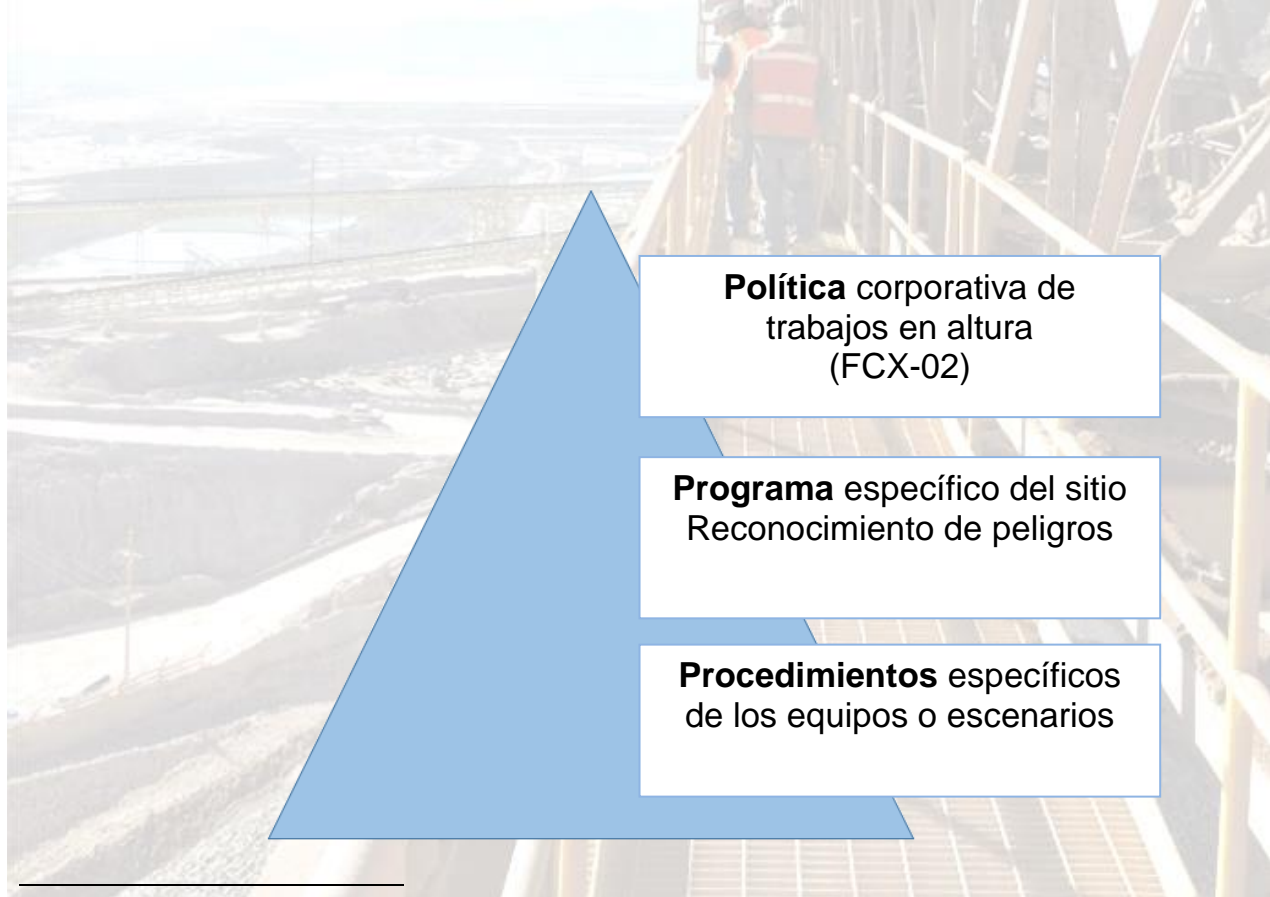 Política corporativa de
trabajos en altura
(FCX-02)
Programa específico del sitio
Reconocimiento de peligros
Procedimientos específicos
de los equipos o escenarios